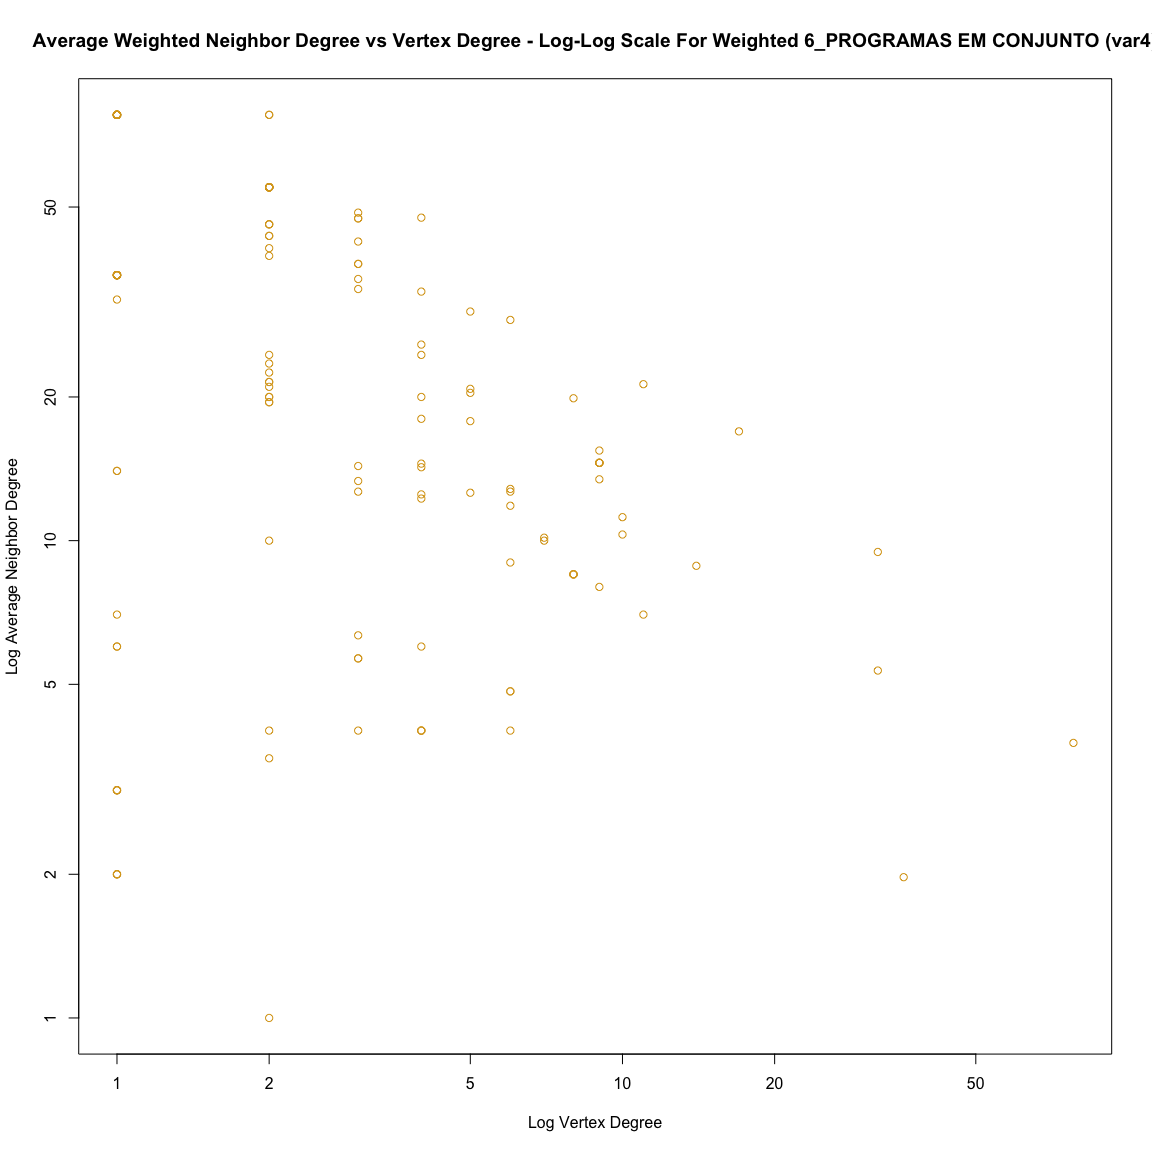 Average Weighted Neighbor Degree vs Vertex Degree - Log-Log Scale For Weighted 6_PROGRAMAS EM CONJUNTO (var4
50
20
10
5
2
1
Log Average Neighbor Degree
1 2 5 10 20 50
Log Vertex Degree